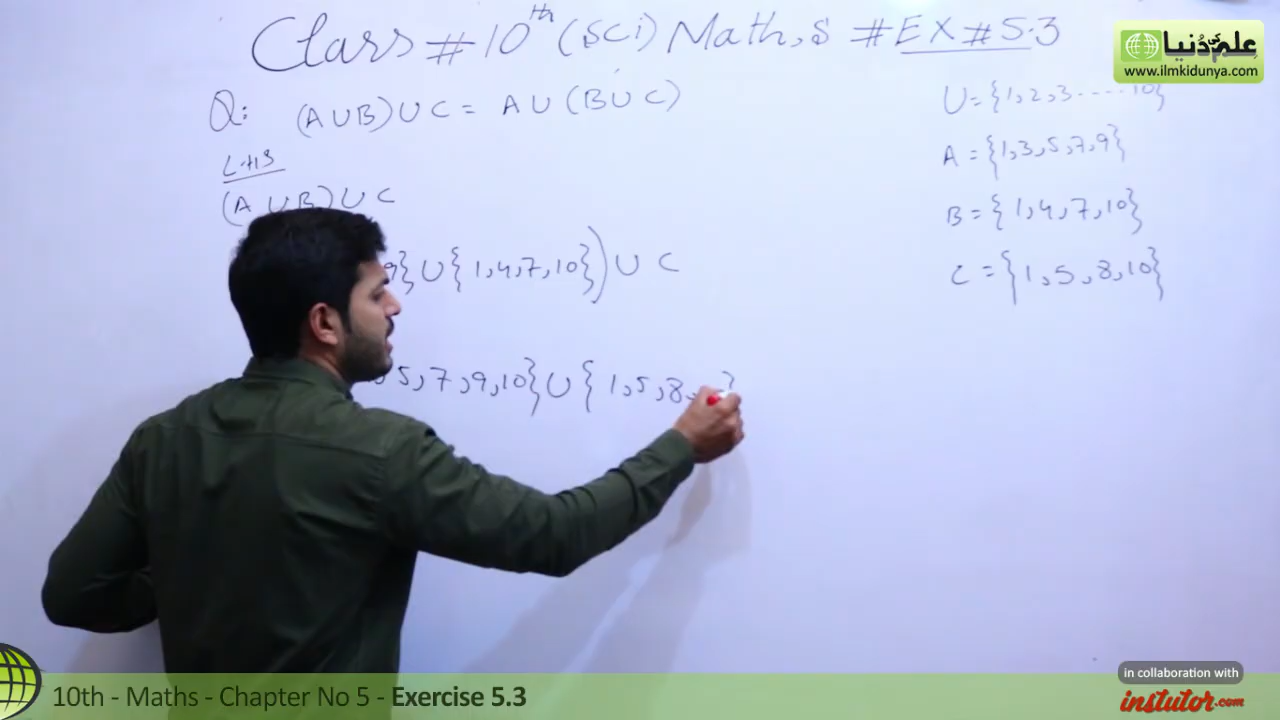 Class # 10th (SCi) Math,s # EX # 5.3
علم کی دُنیا
www.ilmkidunya.com
Q: (A U B) U C = A U (B U C)
U = {1,2,3.....10}
A = {1,3,5,7,9}
B = {1,4,7,10}
C = {1,5,8,10}
L.H.S
(A U B) U C
9} U {1,4,7,10}) U C
5,7,9,10} U {1,5,8,
10th - Maths - Chapter No 5 - Exercise 5.3
in collaboration with
instutor.com